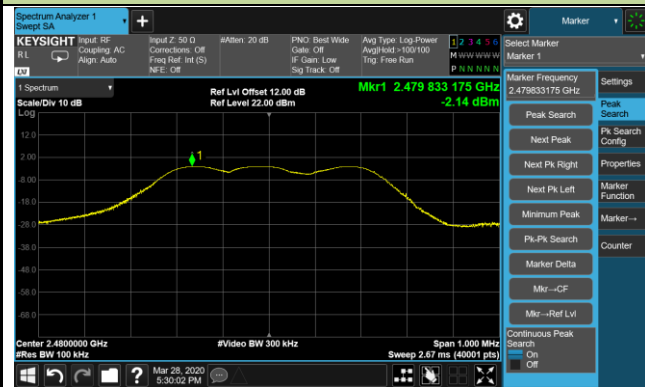 Spectrum Analyzer 1
Swept SA
Marker
KEYSIGHT
RL
LXI
Input: RF
Coupling: AC
Align: Auto
Input Z: 50 Ω
Corrections: Off
Freq Ref: Int (S)
NFE: Off
#Atten: 20 dB
PNO: Best Wide
Gate: Off
IF Gain: Low
Sig Track: Off
Avg Type: Log-Power
Avg|Hold:>100/100
Trig: Free Run
1 2 3 4 5 6
M W W W W W
P N N N N N
Select Marker
Marker 1
1 Spectrum
Scale/Div 10 dB
Log
Ref Lvl Offset 12.00 dB
Ref Level 22.00 dBm
Mkr1 2.479 833 175 GHz
-2.14 dBm
12.0
2.00
-8.00
-18.0
-28.0
-38.0
-48.0
-58.0
-68.0
1
Center 2.4800000 GHz
#Res BW 100 kHz
#Video BW 300 kHz
Span 1.000 MHz
Sweep 2.67 ms (40001 pts)
Marker Frequency
2.479833175 GHz
Peak Search
Next Peak
Next Pk Right
Next Pk Left
Minimum Peak
Pk-Pk Search
Marker Delta
Mkr→CF
Mkr→Ref Lvl
Continuous Peak
Search
On
Off
Settings
Peak
Search
Pk Search
Config
Properties
Marker
Function
Marker→
Counter
?
Mar 28, 2020
5:30:02 PM